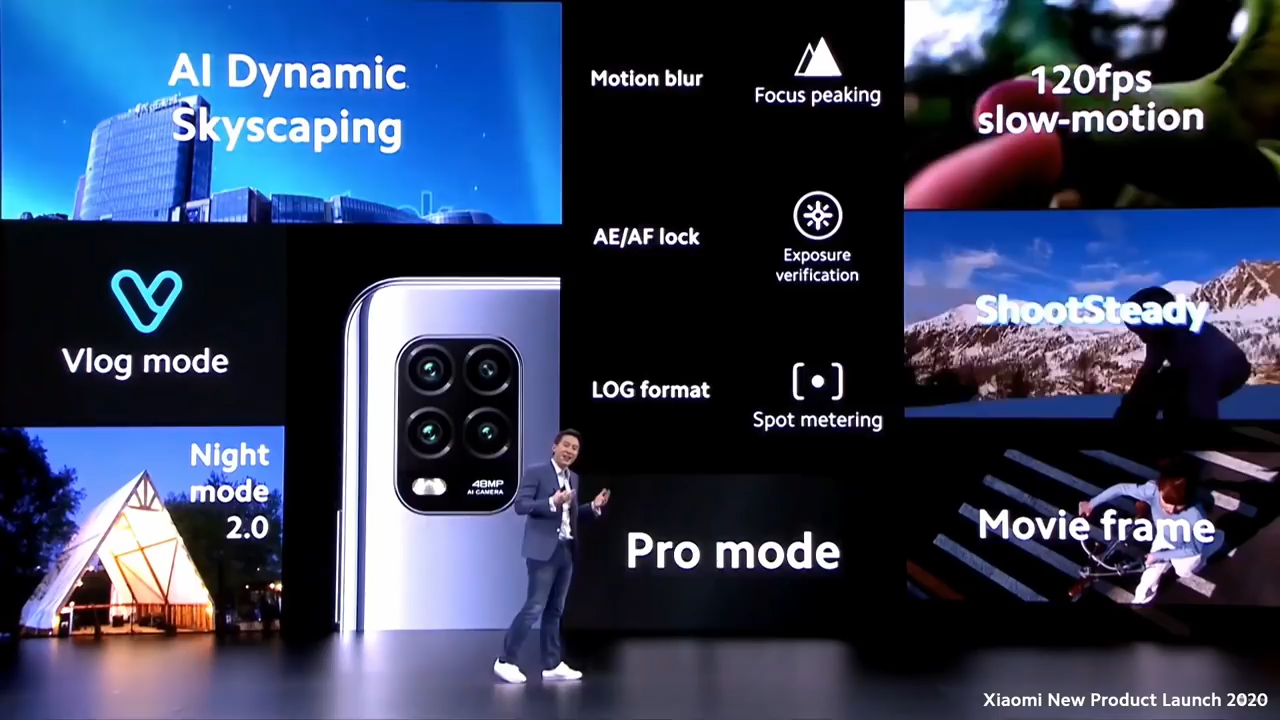 AI Dynamic
Skyscaping
Motion blur
Focus peaking
120fps
slow-motion
AE/AF lock
Exposure
verification
ShootSteady
Vlog mode
LOG format
Spot metering
Night
mode
2.0
48MP
AI CAMERA
Pro mode
Movie frame
Xiaomi New Product Launch 2020